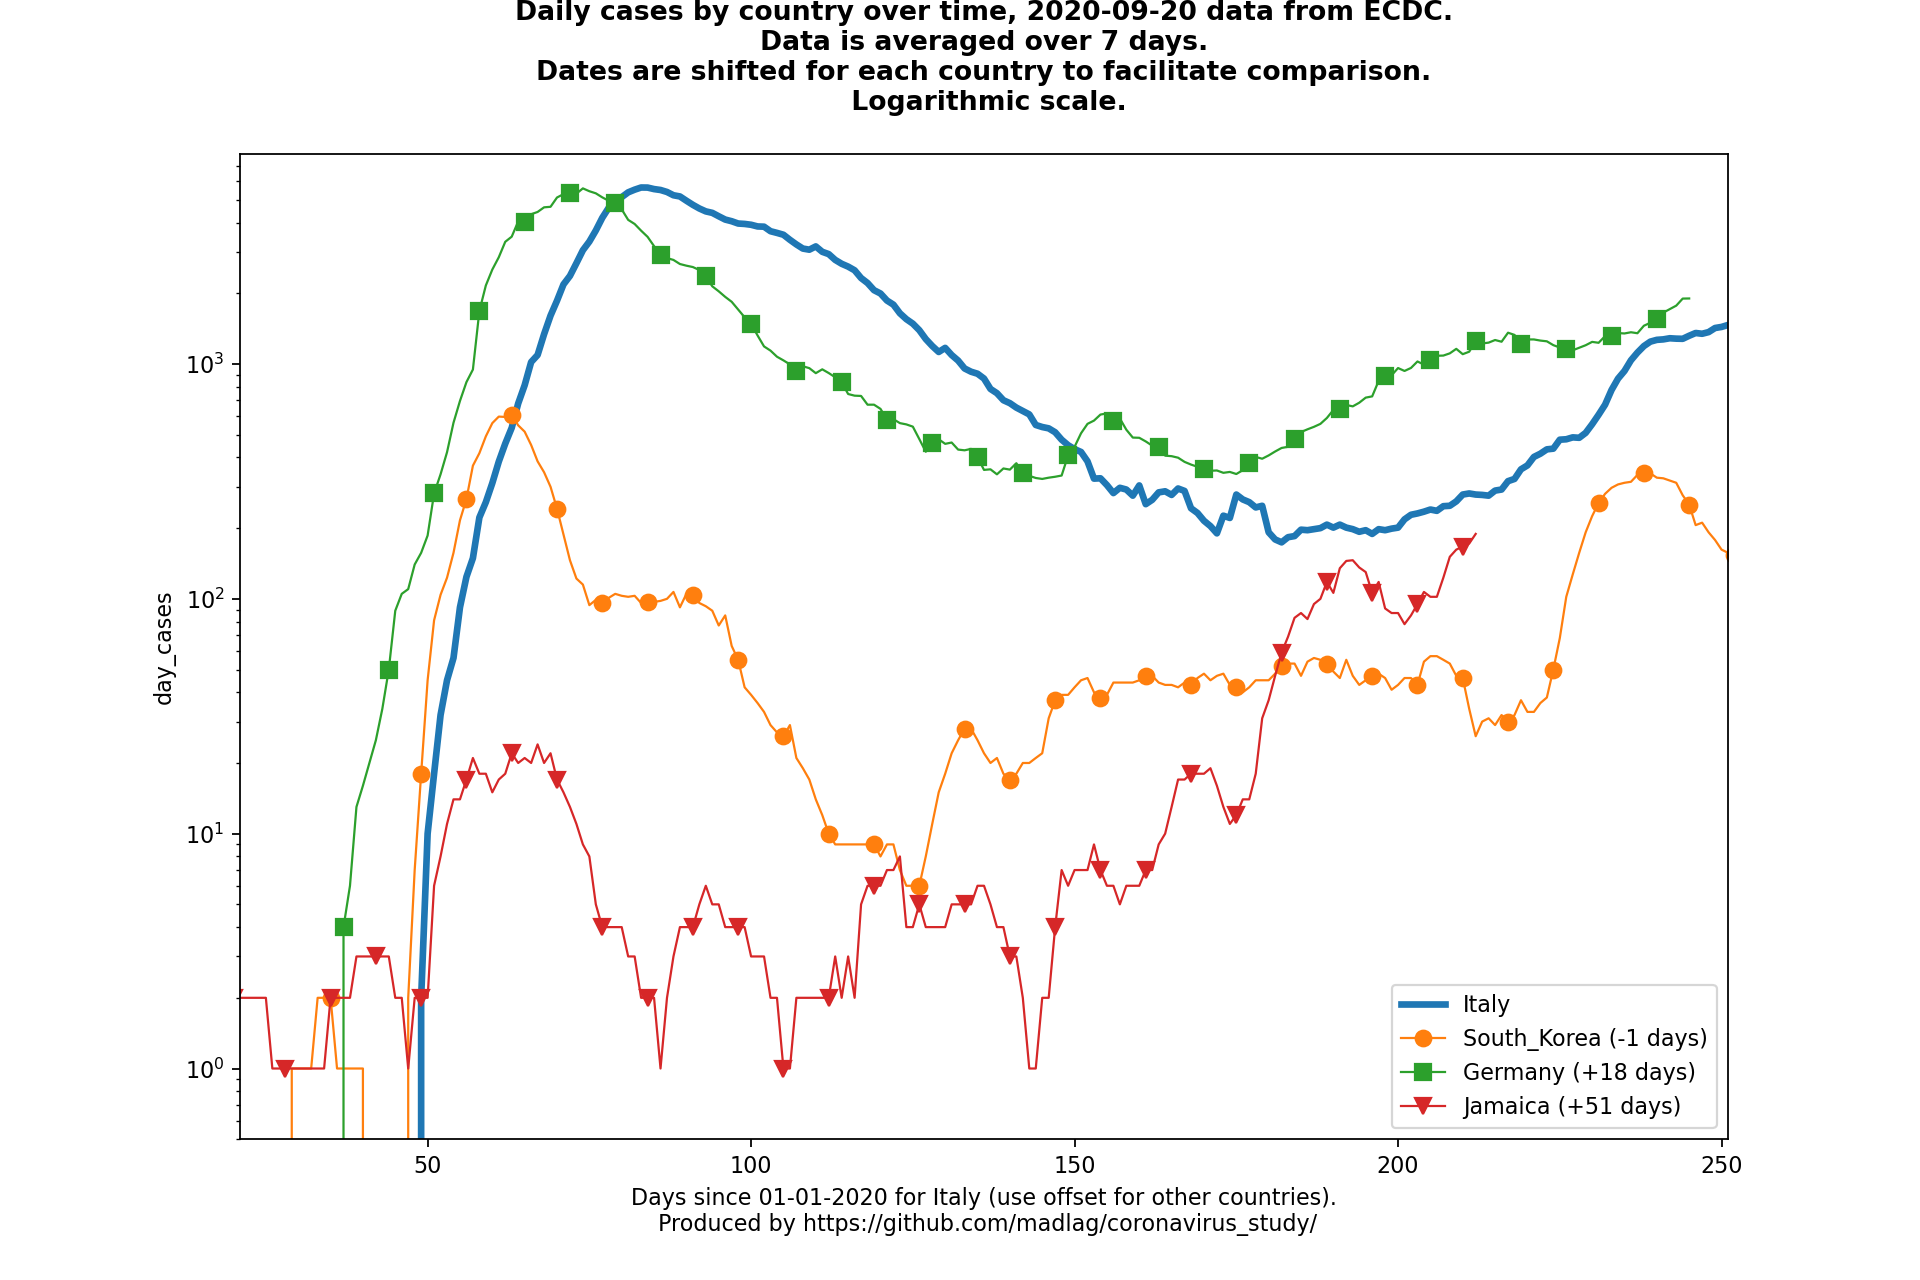 Daily cases by country over time, 2020-09-20 data from ECDC.
Data is averaged over 7 days.
Dates are shifted for each country to facilitate comparison.
Logarithmic scale.
day_cases
10³
10²
10¹
10⁰
50
100
150
200
250
Italy
South_Korea (-1 days)
Germany (+18 days)
Jamaica (+51 days)
Days since 01-01-2020 for Italy (use offset for other countries).
Produced by https://github.com/madlag/coronavirus_study/